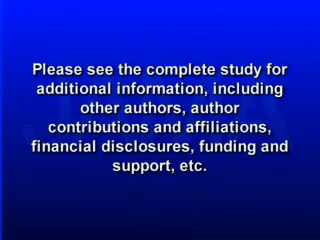 Please see the complete study for
additional information, including
other authors, author
contributions and affiliations,
financial disclosures, funding and
support, etc.